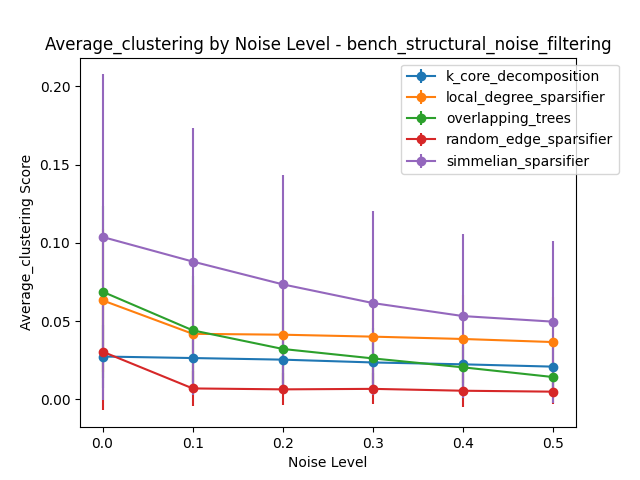 Average_clustering by Noise Level - bench_structural_noise_filtering
k_core_decomposition
local_degree_sparsifier
overlapping_trees
random_edge_sparsifier
simmelian_sparsifier
Average_clustering Score
0.20
0.15
0.10
0.05
0.00
0.0 0.1 0.2 0.3 0.4 0.5
Noise Level